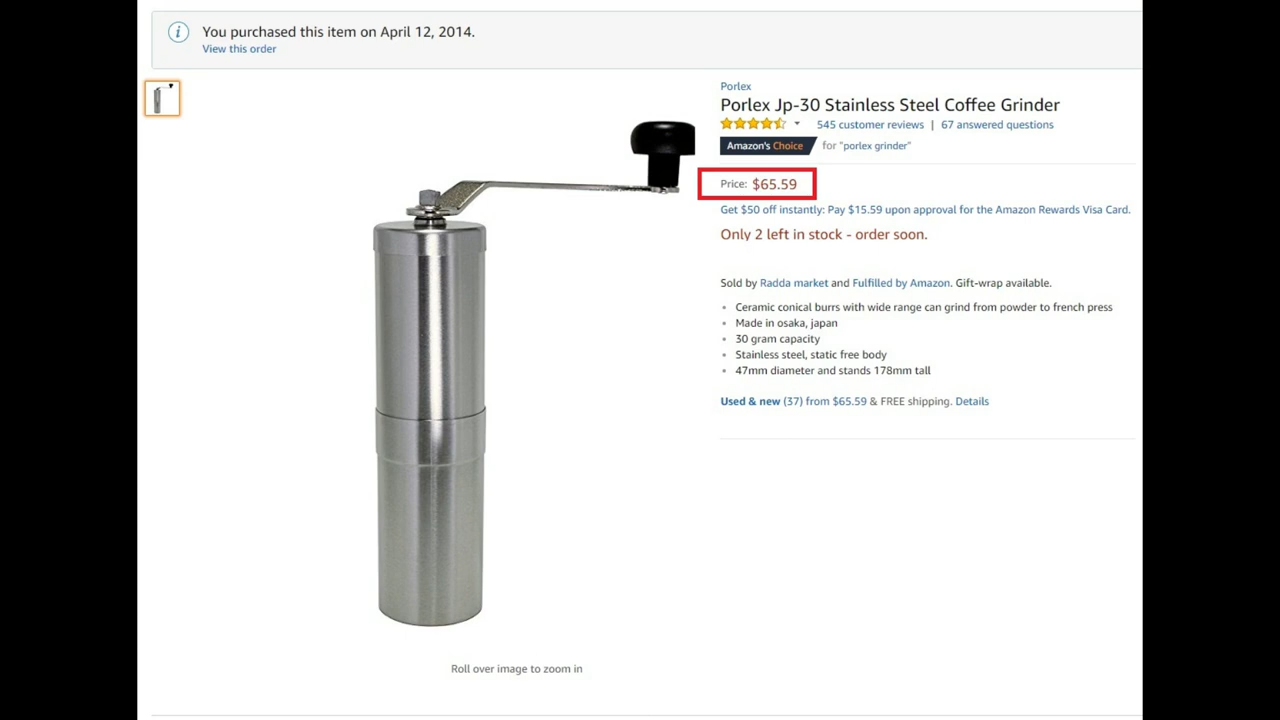 You purchased this item on April 12, 2014.
View this order
Porlex
Porlex Jp-30 Stainless Steel Coffee Grinder
545 customer reviews | 67 answered questions
Amazon's Choice for "porlex grinder"
Price: $65.59
Get $50 off instantly: Pay $15.59 upon approval for the Amazon Rewards Visa Card.
Only 2 left in stock - order soon.
Sold by Radda market and Fulfilled by Amazon. Gift-wrap available.
Ceramic conical burrs with wide range can grind from powder to french press
Made in osaka, japan
30 gram capacity
Stainless steel, static free body
47mm diameter and stands 178mm tall
Used & new (37) from $65.59 & FREE shipping. Details
Roll over image to zoom in